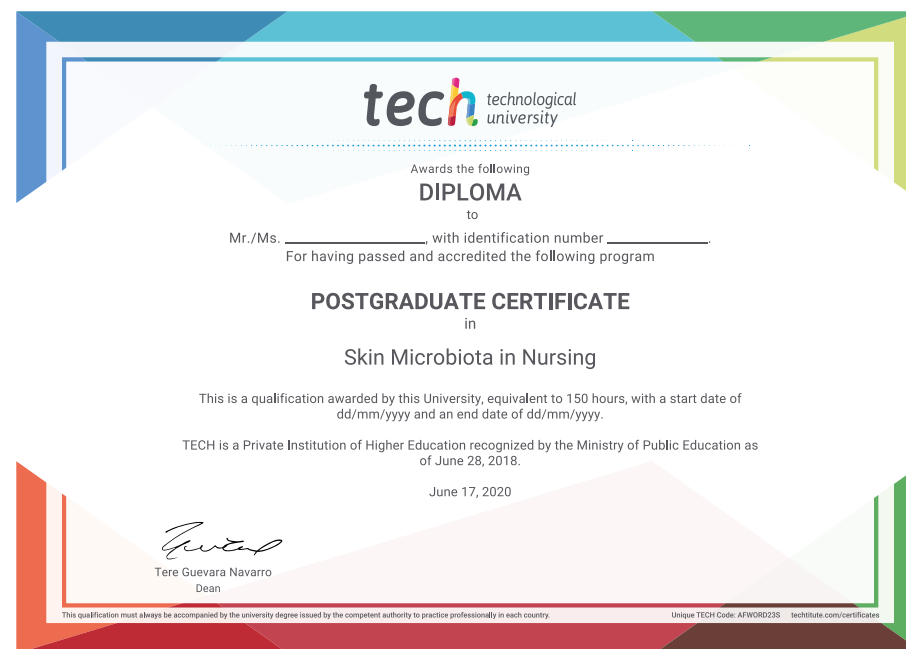 tech technological
university
Awards the following
DIPLOMA
to
Mr./Ms. ____________________, with identification number ______________.
For having passed and accredited the following program
POSTGRADUATE CERTIFICATE
in
Skin Microbiota in Nursing
This is a qualification awarded by this University, equivalent to 150 hours, with a start date of
dd/mm/yyyy and an end date of dd/mm/yyyy.
TECH is a Private Institution of Higher Education recognized by the Ministry of Public Education as
of June 28, 2018.
June 17, 2020
Tere Guevara Navarro
Dean
This qualification must always be accompanied by the university degree issued by the competent authority to practice professionally in each country. Unique TECH Code: AFWORD23S techtitute.com/certificates